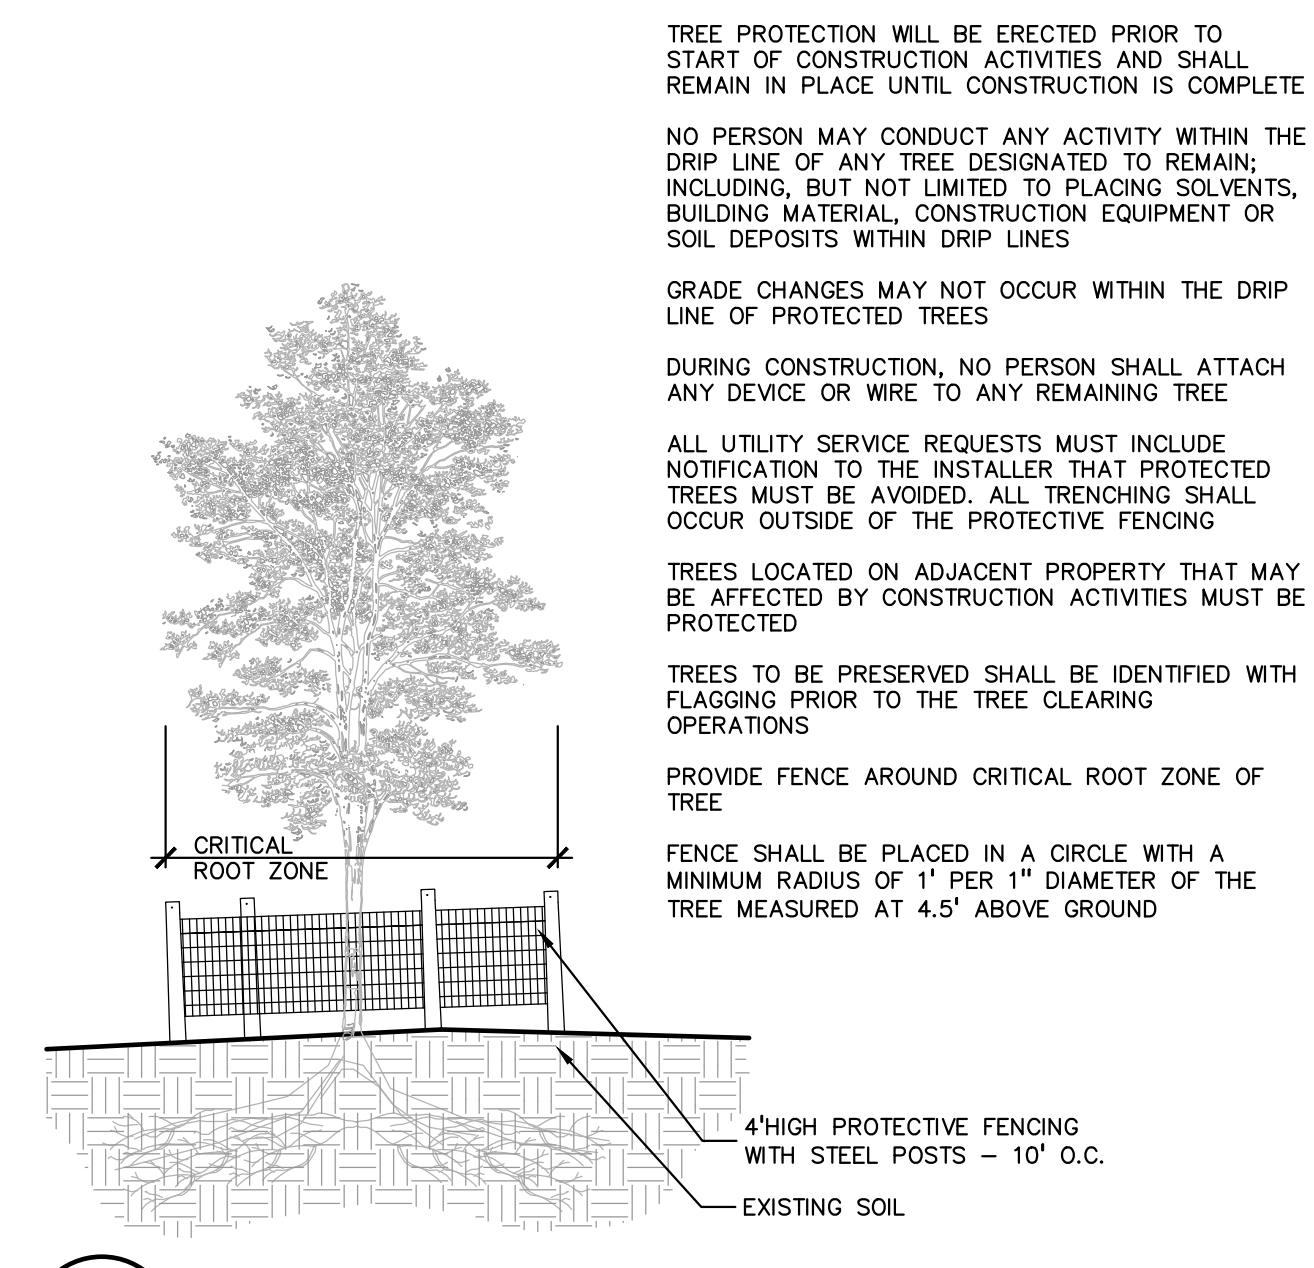 TREE PROTECTION WILL BE ERECTED PRIOR TO
START OF CONSTRUCTION ACTIVITIES AND SHALL
REMAIN IN PLACE UNTIL CONSTRUCTION IS COMPLETE
NO PERSON MAY CONDUCT ANY ACTIVITY WITHIN THE
DRIP LINE OF ANY TREE DESIGNATED TO REMAIN;
INCLUDING, BUT NOT LIMITED TO PLACING SOLVENTS,
BUILDING MATERIAL, CONSTRUCTION EQUIPMENT OR
SOIL DEPOSITS WITHIN DRIP LINES
GRADE CHANGES MAY NOT OCCUR WITHIN THE DRIP
LINE OF PROTECTED TREES
DURING CONSTRUCTION, NO PERSON SHALL ATTACH
ANY DEVICE OR WIRE TO ANY REMAINING TREE
ALL UTILITY SERVICE REQUESTS MUST INCLUDE
NOTIFICATION TO THE INSTALLER THAT PROTECTED
TREES MUST BE AVOIDED. ALL TRENCHING SHALL
OCCUR OUTSIDE OF THE PROTECTIVE FENCING
TREES LOCATED ON ADJACENT PROPERTY THAT MAY
BE AFFECTED BY CONSTRUCTION ACTIVITIES MUST BE
PROTECTED
TREES TO BE PRESERVED SHALL BE IDENTIFIED WITH
FLAGGING PRIOR TO THE TREE CLEARING
OPERATIONS
PROVIDE FENCE AROUND CRITICAL ROOT ZONE OF
TREE
FENCE SHALL BE PLACED IN A CIRCLE WITH A
MINIMUM RADIUS OF 1' PER 1" DIAMETER OF THE
TREE MEASURED AT 4.5' ABOVE GROUND
CRITICAL
ROOT ZONE
4'HIGH PROTECTIVE FENCING
WITH STEEL POSTS – 10' O.C.
EXISTING SOIL